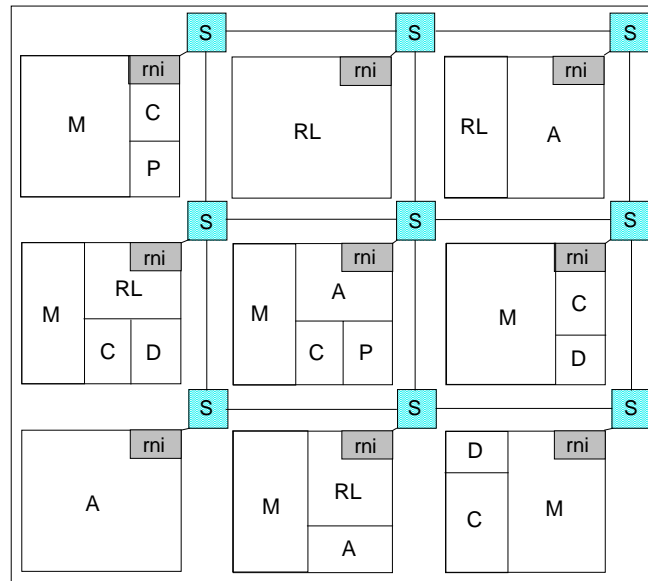 S S S
rni rni rni
M C RL RL A
P
S S S
rni rni rni
RL A C
M M M
C D C P D
S S S
rni rni rni
D
A M RL C M
A